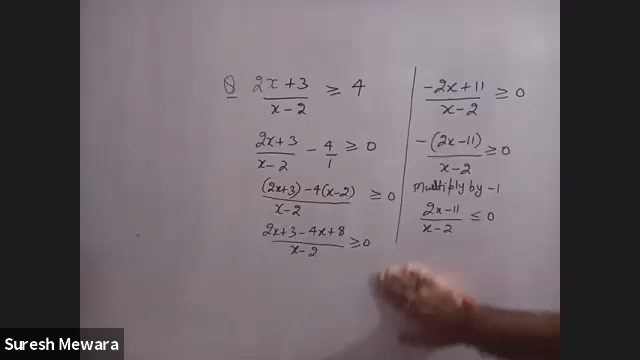 Q (2x+3)/(x-2) ≥ 4
(2x+3)/(x-2) - 4/1 ≥ 0
((2x+3)-4(x-2))/(x-2) ≥ 0
(2x+3-4x+8)/(x-2) ≥ 0
(-2x+11)/(x-2) ≥ 0
-(2x-11)/(x-2) ≥ 0
multiply by -1
(2x-11)/(x-2) ≤ 0
Suresh Mewara